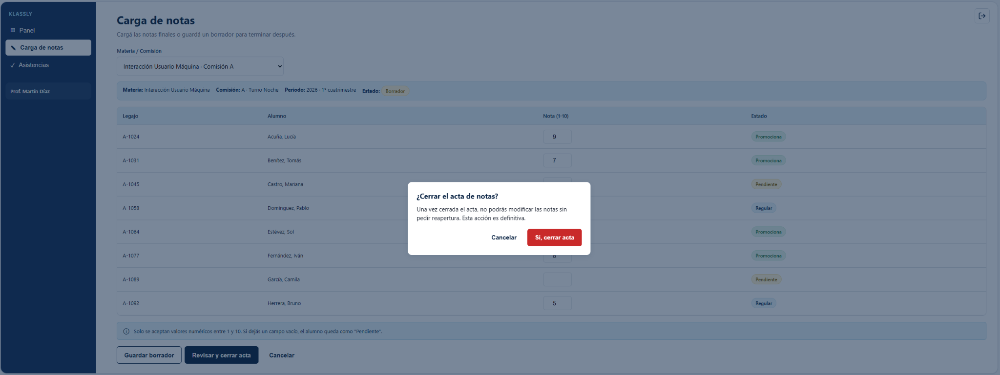 KLASSLY
Panel
Carga de notas
Asistencias
Prof. Martín Díaz
Carga de notas
Cargá las notas finales o guardá un borrador para terminar después.
Materia / Comisión
Interacción Usuario Máquina · Comisión A
Materia: Interacción Usuario Máquina Comisión: A · Turno Noche Período: 2026 · 1º cuatrimestre Estado: Borrador
Legajo Alumno Nota (1-10) Estado
A-1024 Acuña, Lucía 9 Promociona
A-1031 Benítez, Tomás 7 Promociona
A-1045 Castro, Mariana Pendiente
A-1058 Domínguez, Pablo Regular
A-1064 Estévez, Sol Promociona
A-1077 Fernández, Iván 8 Promociona
A-1089 García, Camila Pendiente
A-1092 Herrera, Bruno 5 Regular
¿Cerrar el acta de notas?
Una vez cerrada el acta, no podrás modificar las notas sin
pedir reapertura. Esta acción es definitiva.
Cancelar Sí, cerrar acta
Solo se aceptan valores numéricos entre 1 y 10. Si dejás un campo vacío, el alumno queda como "Pendiente".
Guardar borrador Revisar y cerrar acta Cancelar